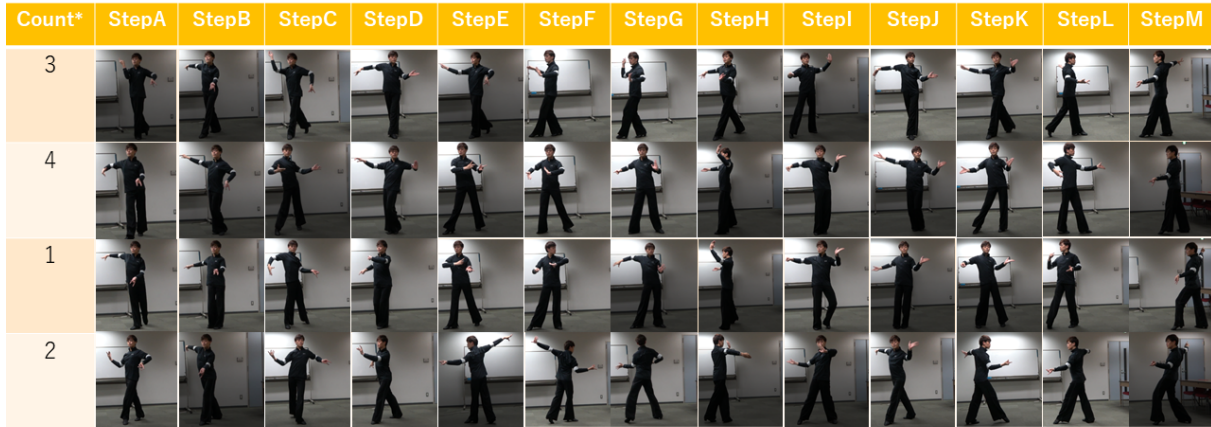 Count* StepA StepB StepC StepD StepE StepF StepG StepH StepI StepJ StepK StepL StepM
3
4
1
2